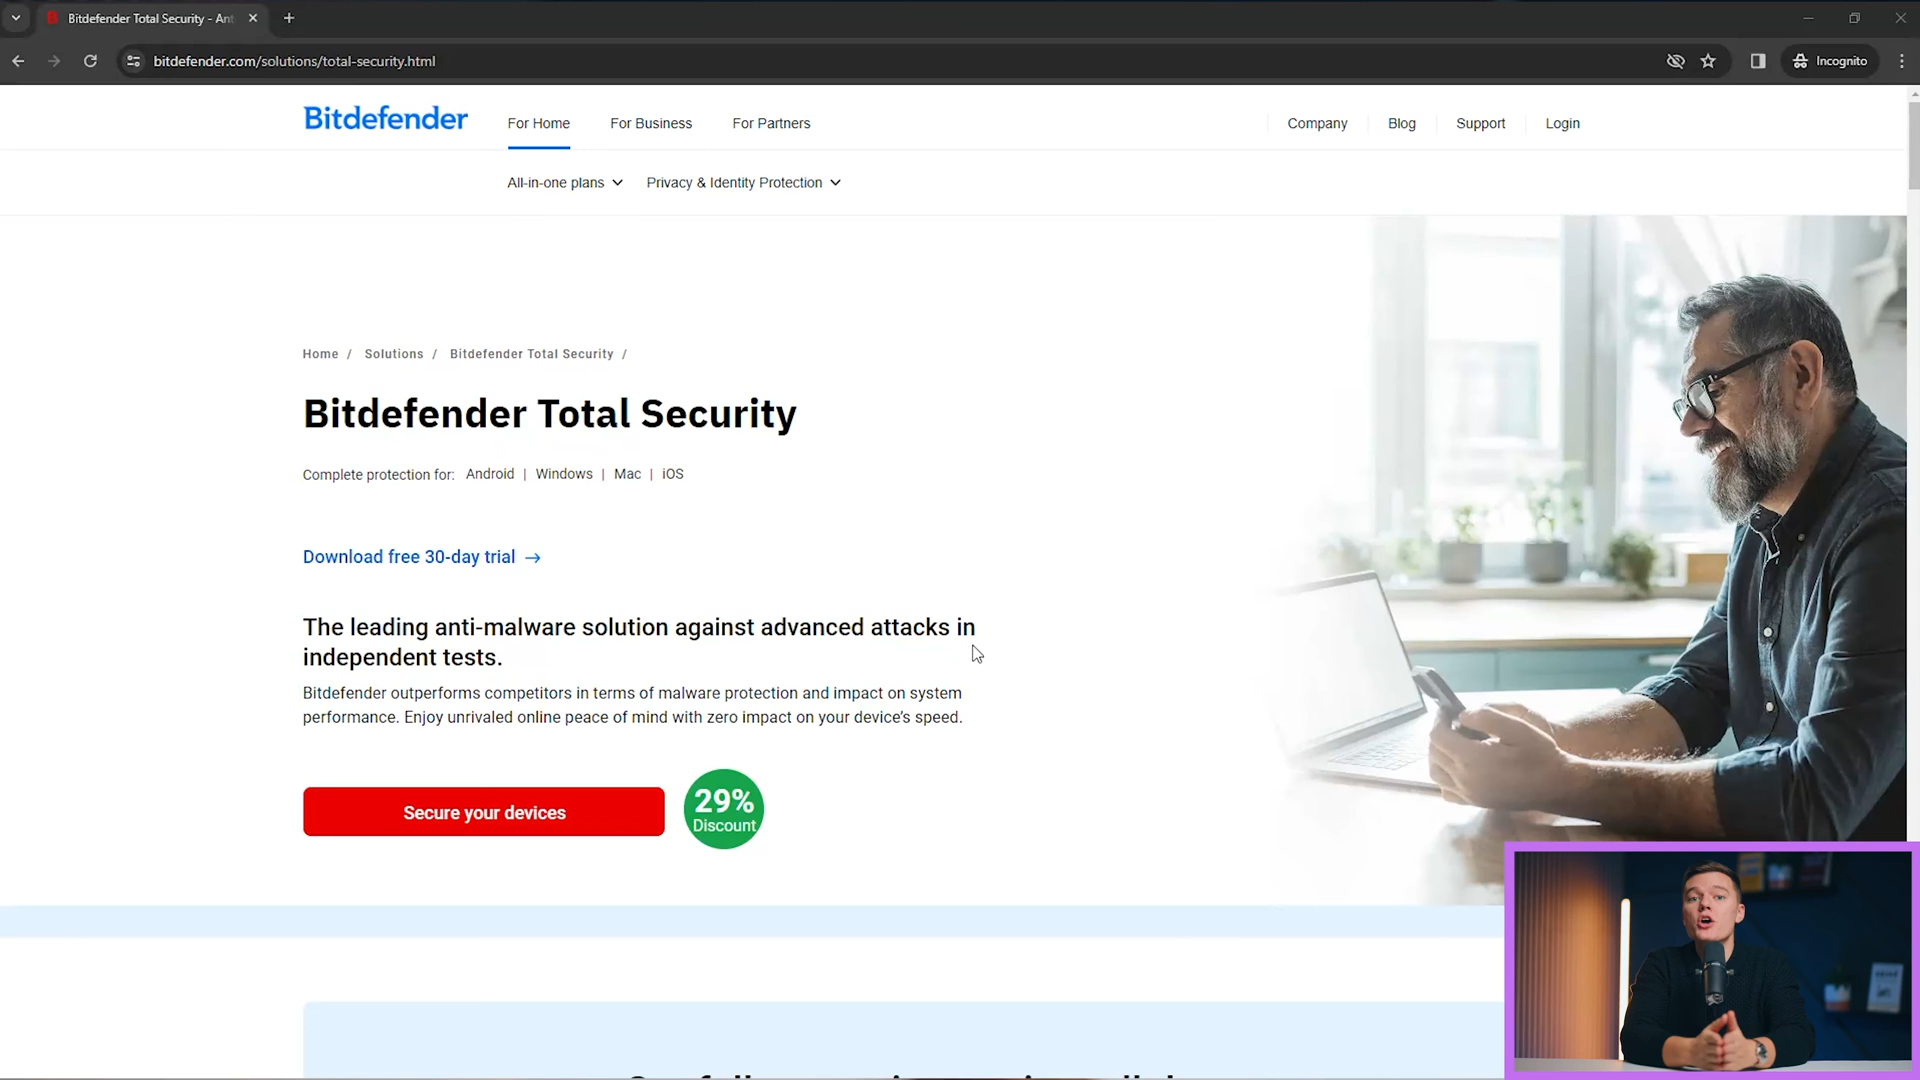 Bitdefender Total Security - Ant
bitdefender.com/solutions/total-security.html
Incognito
Bitdefender
For Home
For Business
For Partners
Company
Blog
Support
Login
All-in-one plans
Privacy & Identity Protection
Home / Solutions / Bitdefender Total Security /
Bitdefender Total Security
Complete protection for: Android | Windows | Mac | iOS
Download free 30-day trial →
The leading anti-malware solution against advanced attacks in
independent tests.
Bitdefender outperforms competitors in terms of malware protection and impact on system
performance. Enjoy unrivaled online peace of mind with zero impact on your device’s speed.
Secure your devices
29%
Discount